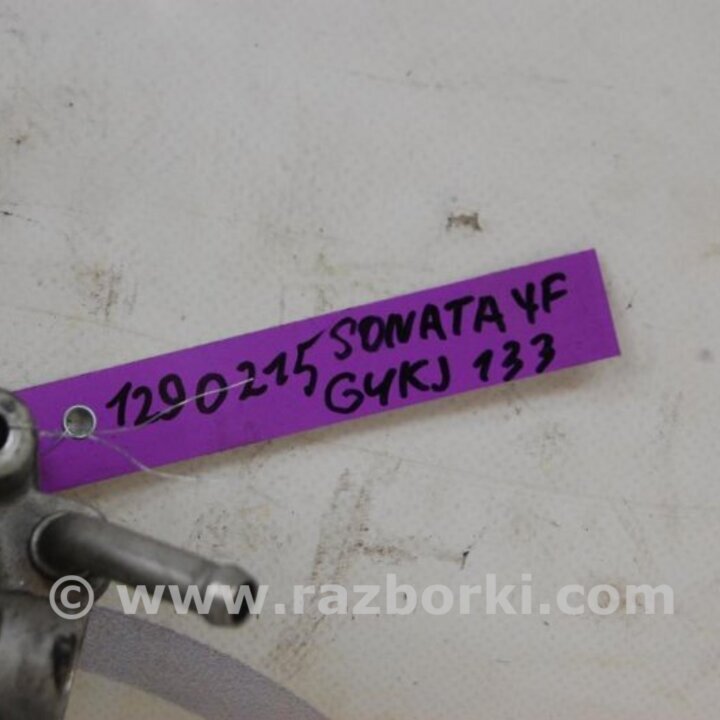 1290215 SONATA YF
G4KJ 133
© www.razborki.com